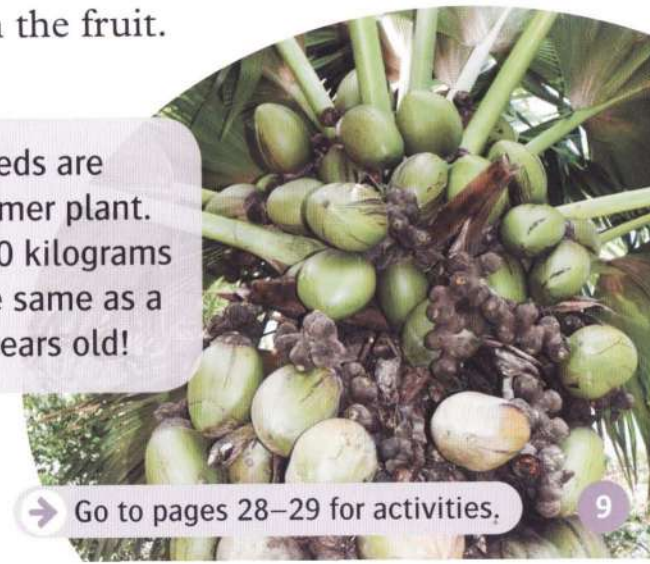 the fruit.
eds are
mer plant.
0 kilograms
same as a
ears old!
Go to pages 28–29 for activities.
9